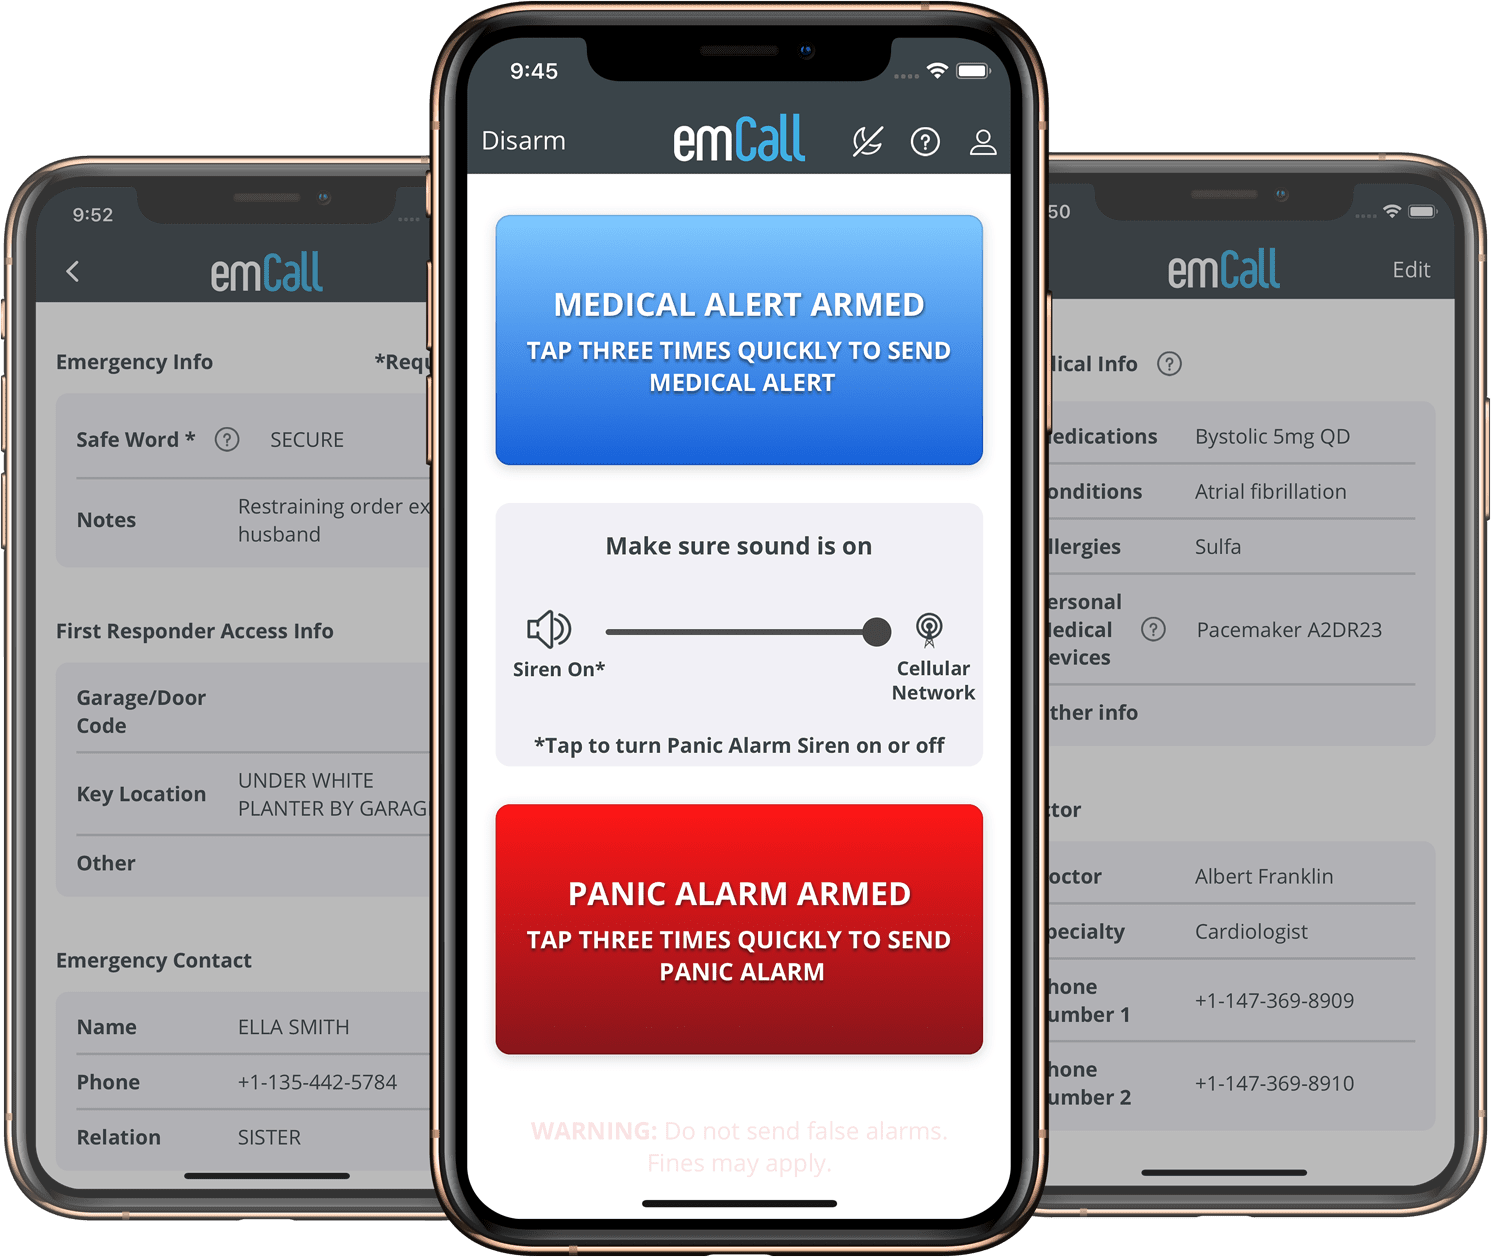 9:45
Disarm
emCall
MEDICAL ALERT ARMED
TAP THREE TIMES QUICKLY TO SEND
MEDICAL ALERT
Make sure sound is on
Siren On*
Cellular
Network
*Tap to turn Panic Alarm Siren on or off
PANIC ALARM ARMED
TAP THREE TIMES QUICKLY TO SEND
PANIC ALARM
WARNING: Do not send false alarms.
Fines may apply.
9:52
emCall
Emergency Info *Requ
Safe Word * SECURE
Notes Restraining order ex
husband
First Responder Access Info
Garage/Door
Code
Key Location UNDER WHITE
PLANTER BY GARAG
Other
Emergency Contact
Name ELLA SMITH
Phone +1-135-442-5784
Relation SISTER
50
emCall
Edit
ical Info
edications Bystolic 5mg QD
onditions Atrial fibrillation
llergies Sulfa
ersonal
edical
evices
Pacemaker A2DR23
ther info
tor
octor Albert Franklin
pecialty Cardiologist
hone
umber 1
+1-147-369-8909
hone
umber 2
+1-147-369-8910